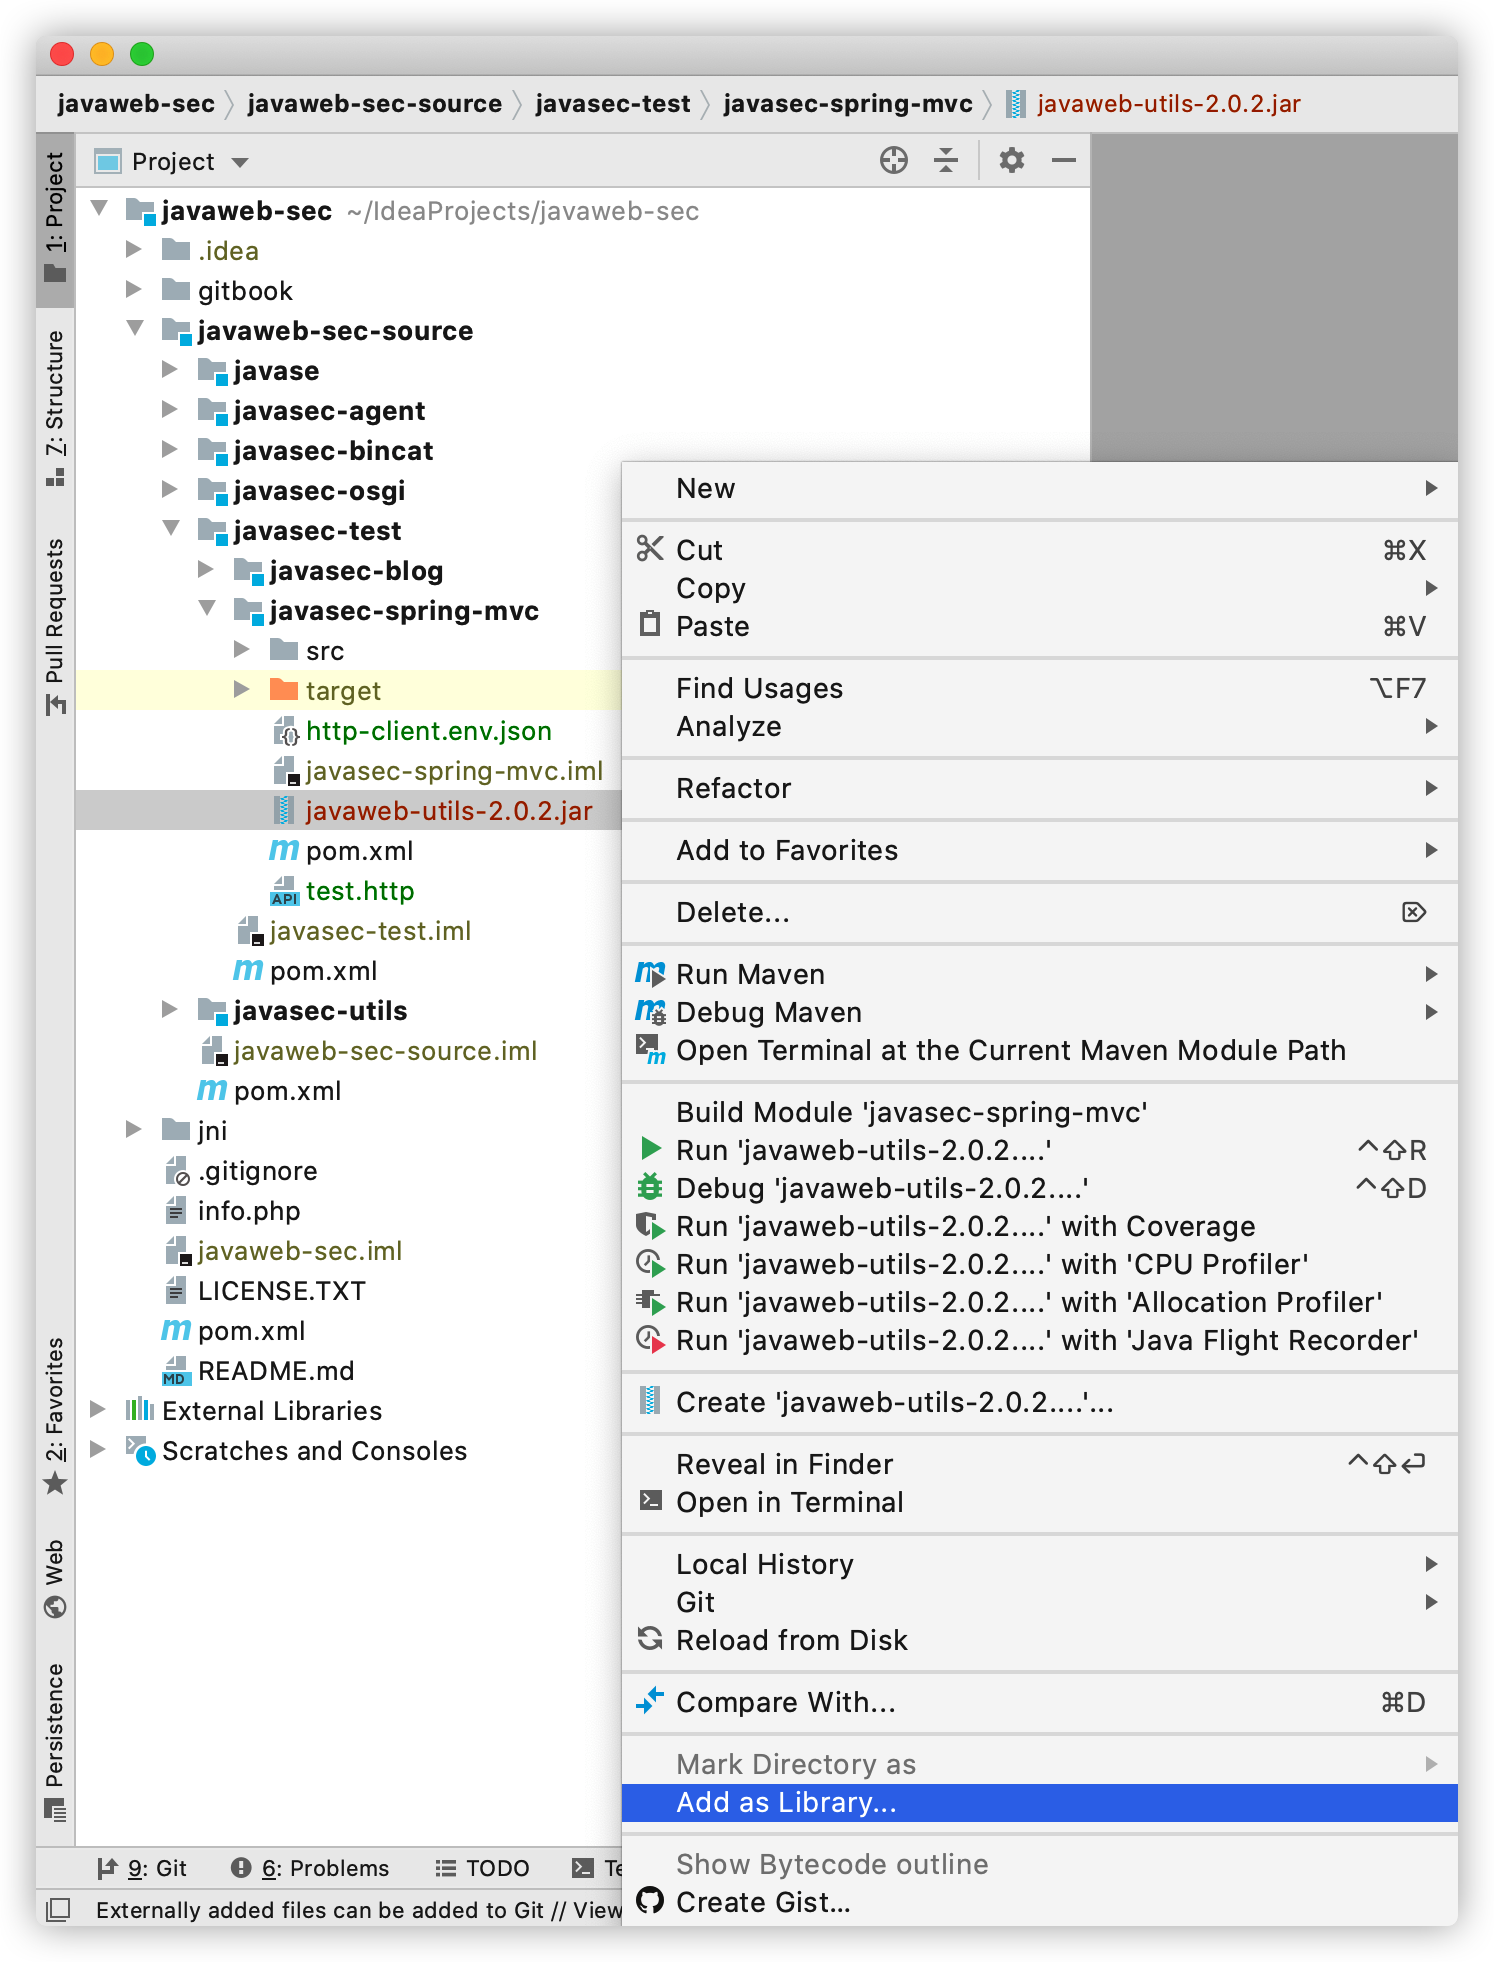 javaweb-sec javaweb-sec-source javasec-test javasec-spring-mvc javaweb-utils-2.0.2.jar
Project
1: Project
7: Structure
Pull Requests
2: Favorites
Web
Persistence
javaweb-sec ~/IdeaProjects/javaweb-sec
.idea
gitbook
javaweb-sec-source
javase
javasec-agent
javasec-bincat
javasec-osgi
javasec-test
javasec-blog
javasec-spring-mvc
src
target
http-client.env.json
javasec-spring-mvc.iml
javaweb-utils-2.0.2.jar
pom.xml
API test.http
javasec-test.iml
pom.xml
javasec-utils
javaweb-sec-source.iml
pom.xml
jni
.gitignore
info.php
javaweb-sec.iml
LICENSE.TXT
pom.xml
MD README.md
External Libraries
Scratches and Consoles
New
Cut ⌘X
Copy
Paste ⌘V
Find Usages ⌥F7
Analyze
Refactor
Add to Favorites
Delete... ⌦
Run Maven
Debug Maven
Open Terminal at the Current Maven Module Path
Build Module 'javasec-spring-mvc'
Run 'javaweb-utils-2.0.2....' ^⇧R
Debug 'javaweb-utils-2.0.2....' ^⇧D
Run 'javaweb-utils-2.0.2....' with Coverage
Run 'javaweb-utils-2.0.2....' with 'CPU Profiler'
Run 'javaweb-utils-2.0.2....' with 'Allocation Profiler'
Run 'javaweb-utils-2.0.2....' with 'Java Flight Recorder'
Create 'javaweb-utils-2.0.2....'...
Reveal in Finder ^⇧⏎
Open in Terminal
Local History
Git
Reload from Disk
Compare With... ⌘D
Mark Directory as
Add as Library...
Show Bytecode outline
Create Gist...
9: Git 6: Problems TODO Te
Externally added files can be added to Git // View